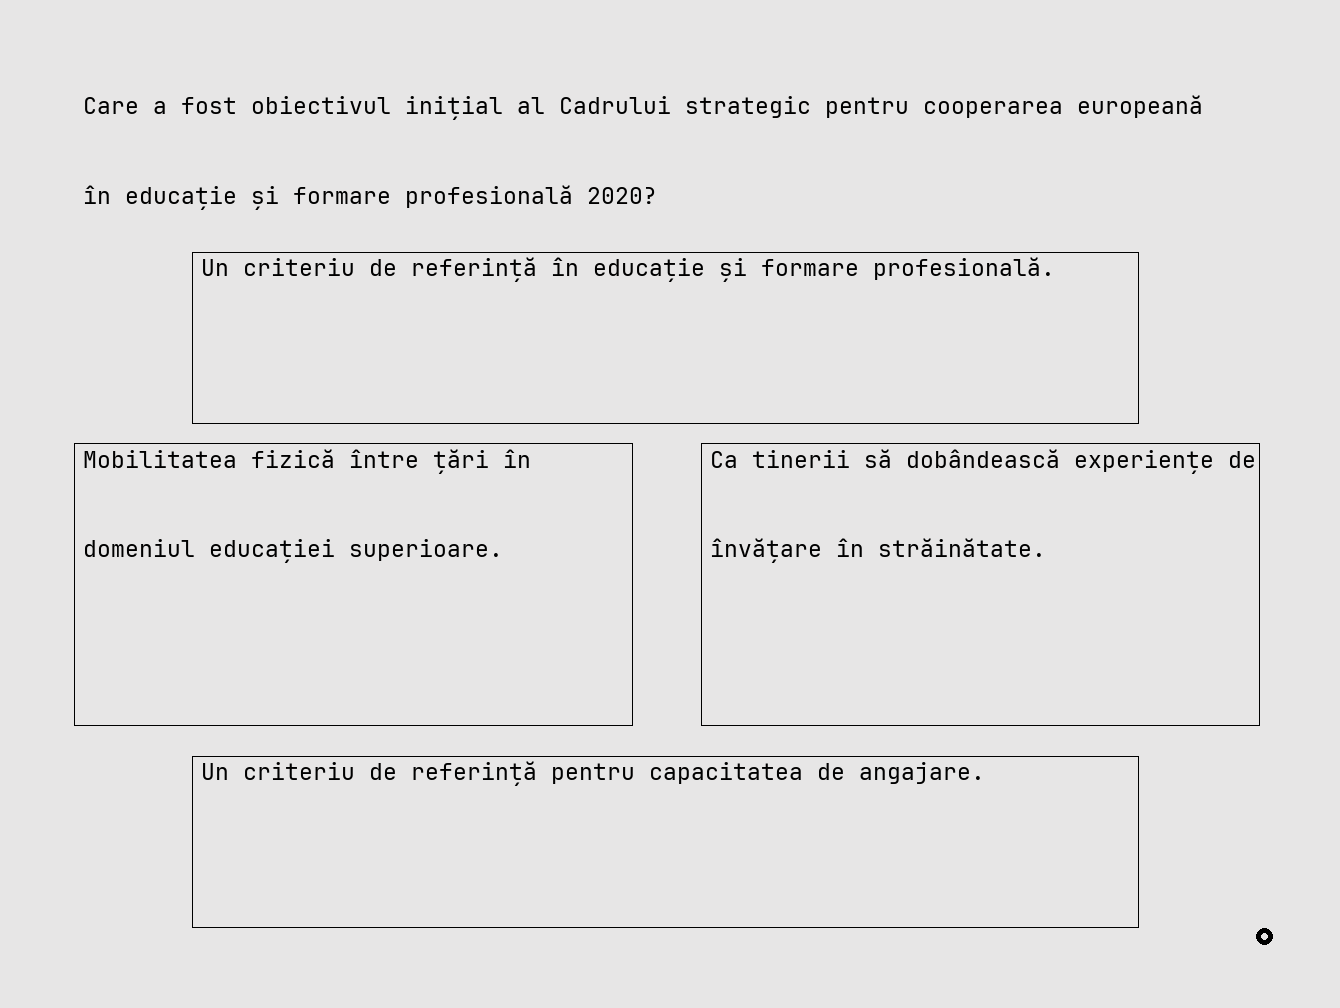 Care a fost obiectivul inițial al Cadrului strategic pentru cooperarea europeană
în educație și formare profesională 2020?
Un criteriu de referință în educație și formare profesională.
Mobilitatea fizică între țări în
domeniul educației superioare.
Ca tinerii să dobândească experiențe de
învățare în străinătate.
Un criteriu de referință pentru capacitatea de angajare.